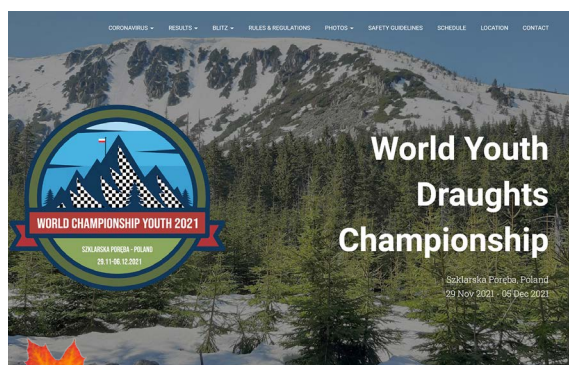 CORONAVIRUS RESULTS BLITZ RULES & REGULATIONS PHOTOS SAFETY GUIDELINES SCHEDULE LOCATION CONTACT
World Youth
Draughts
Championship
Szklarska Poręba, Poland
29 Nov 2021 - 06 Dec 2021
WORLD CHAMPIONSHIP YOUTH 2021
SZKLARSKA PORĘBA - POLAND
29.11-06.12.2021